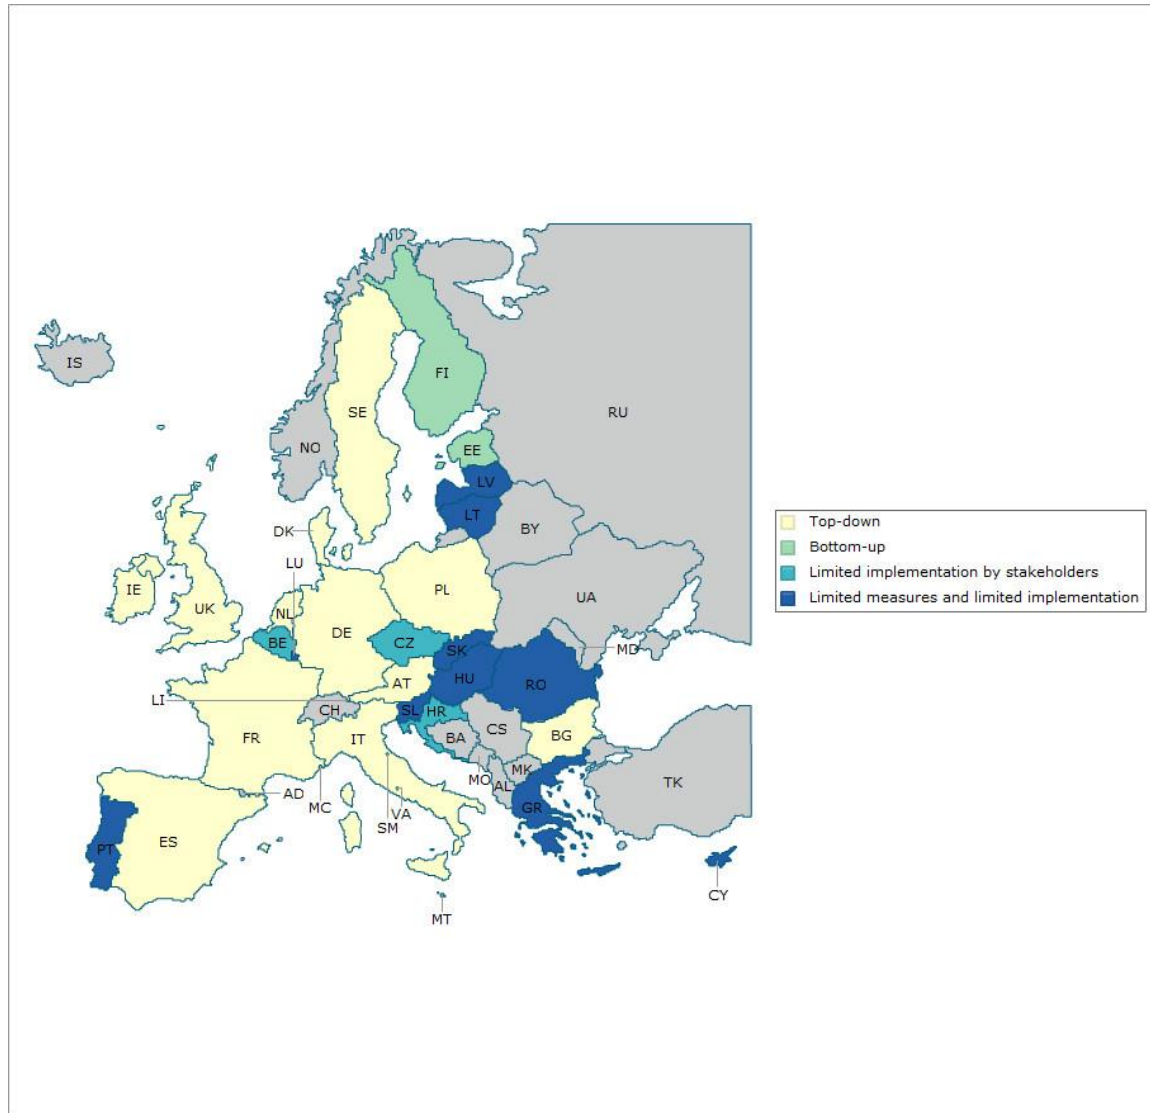 IS
FI
SE
RU
NO
EE
LV
LT
DK
BY
LU
IE
UK
NL
PL
DE
UA
BE
CZ
SK
MD
AT
HU
RO
LI
CH
SL
HR
FR
IT
BA
CS
BG
MO
MK
AL
TK
AD
MC
SM
VA
GR
PT
ES
MT
CY
Top-down
Bottom-up
Limited implementation by stakeholders
Limited measures and limited implementation